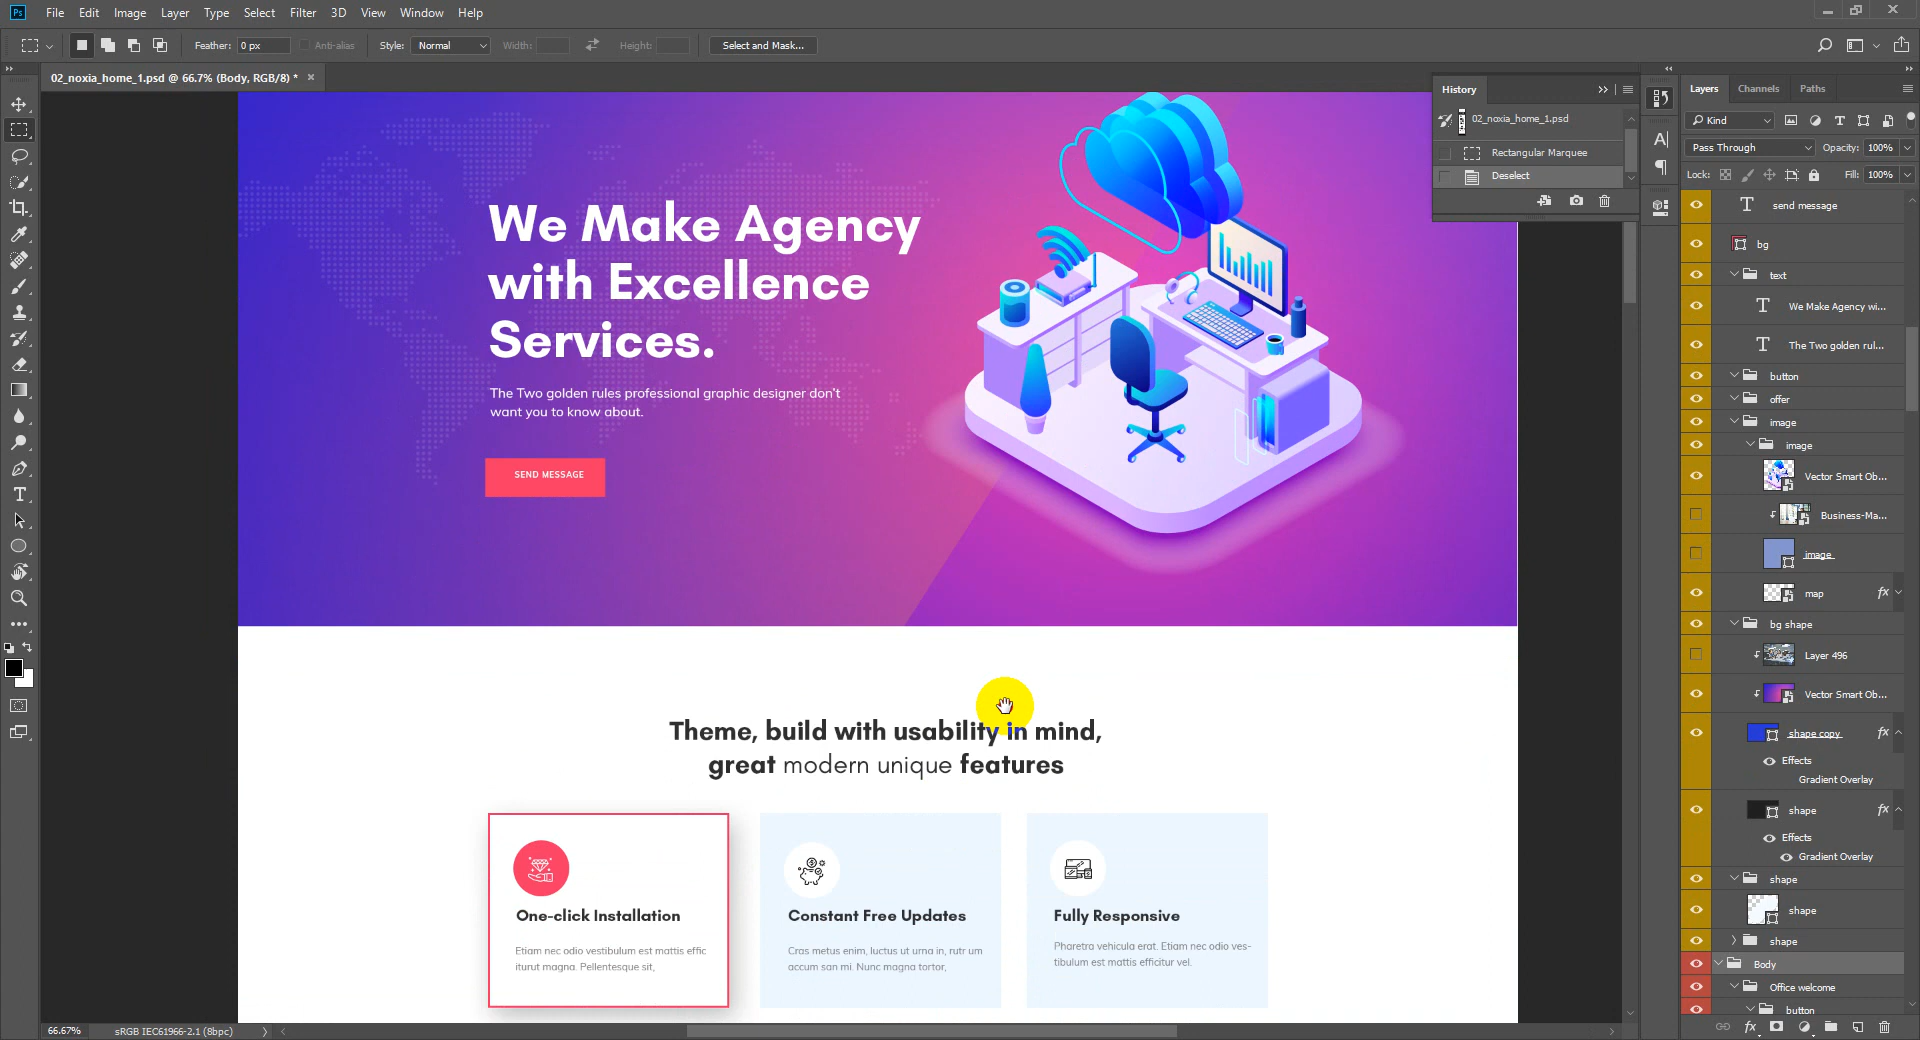 Ps File Edit Image Layer Type Select Filter 3D View Window Help
Feather: 0 px Anti-alias Style: Normal Width: Height: Select and Mask...
02_noxia_home_1.psd @ 66.7% (Body, RGB/8) *
We Make Agency
with Excellence
Services.
The Two golden rules professional graphic designer don't
want you to know about.
SEND MESSAGE
Theme, build with usability in mind,
great modern unique features
One-click Installation
Etiam nec odio vestibulum est mattis effic
iturut magna. Pellentesque sit,
Constant Free Updates
Cras metus enim, luctus ut urna in, rutr um
accum san mi. Nunc magna tortor,
Fully Responsive
Pharetra vehicula erat. Etiam nec odio ves-
tibulum est mattis efficitur vel.
History
02_noxia_home_1.psd
Rectangular Marquee
Deselect
Layers Channels Paths
Kind
Pass Through Opacity: 100%
Lock: Fill: 100%
send message
bg
text
We Make Agency wi...
The Two golden rul...
button
offer
image
image
Vector Smart Ob...
Business-Ma...
image
map fx
bg shape
Layer 496
Vector Smart Ob...
shape copy fx
Effects
Gradient Overlay
shape fx
Effects
Gradient Overlay
shape
shape
shape
Body
Office welcome
button
fx
66.67% sRGB IEC61966-2.1 (8bpc)